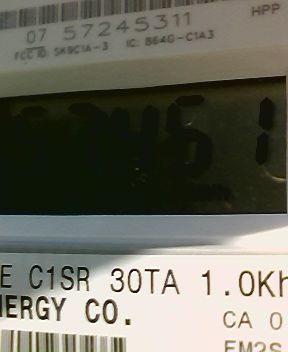 HPP
07 57245311
FCC ID: SK9C1A-3 IC: 864G-C1A3
461
E C1SR 30TA 1.0Kh
NERGY CO.
CA 0
EM2S